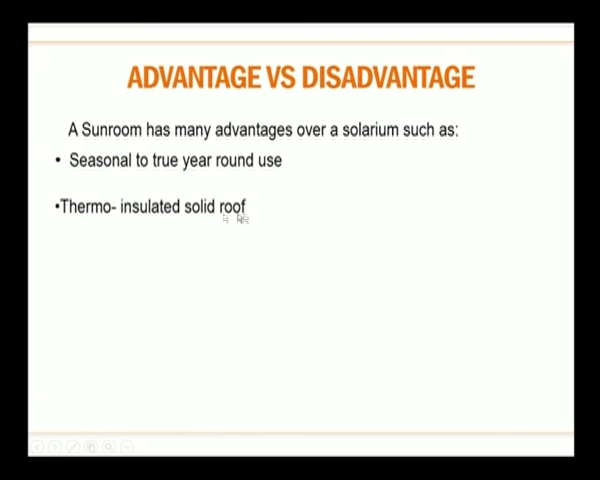 ADVANTAGE VS DISADVANTAGE
A Sunroom has many advantages over a solarium such as:
• Seasonal to true year round use
•Thermo- insulated solid roof